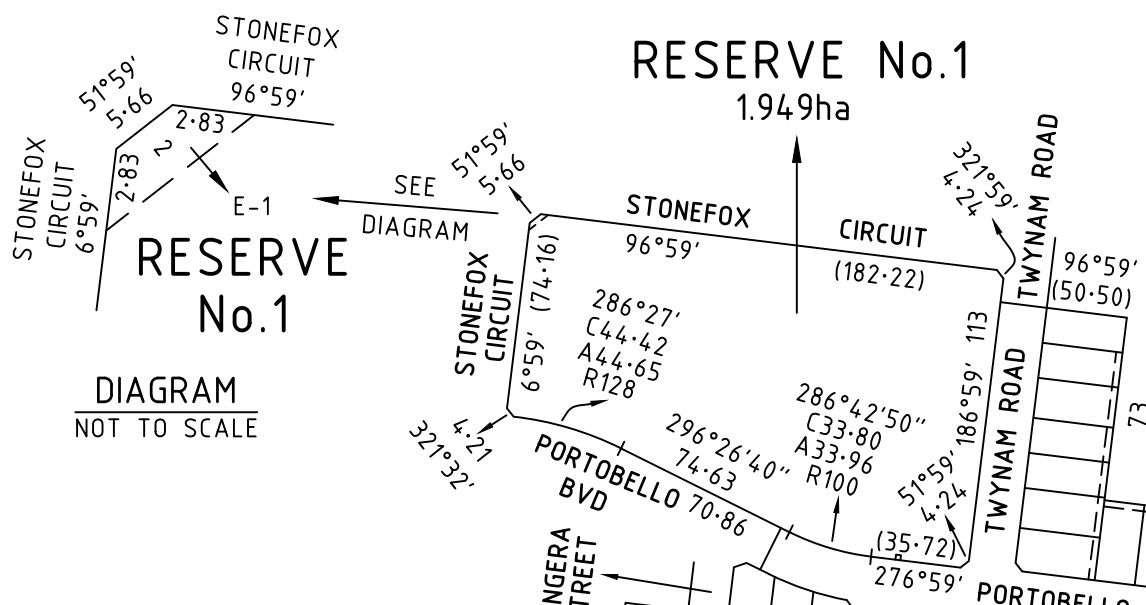 STONEFOX
CIRCUIT
96°59'
51°59'
5·66
2·83
2
2·83
STONEFOX
CIRCUIT
6°59'
E-1
RESERVE
No.1
DIAGRAM
NOT TO SCALE
SEE
DIAGRAM
RESERVE No.1
1.949ha
51°59'
5·66
STONEFOX CIRCUIT
96°59'
(182·22)
321°59'
4·24
TWYNAM ROAD
96°59'
(50·50)
STONEFOX
CIRCUIT
6°59' (74·16)
286°27'
C44·42
A44·65
R128
286°42'50"
C33·80
A33·96
R100
186°59' 113
TWYNAM ROAD
73
4·21
321°32'
296°26'40"
74·63
PORTOBELLO 70·86
BVD
51°59'
4·24
(35·72)
276°59'
PORTOBELLO
NGERA
TREET